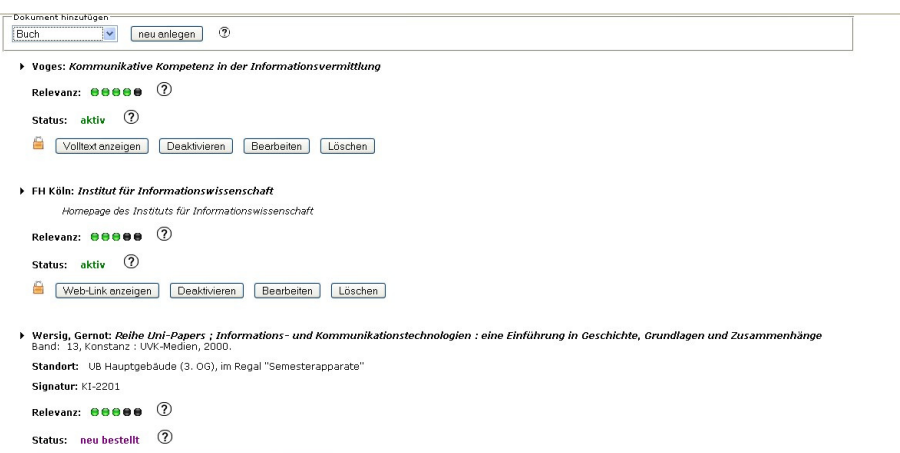 Dokument hinzufügen
Buch neu anlegen ?
Voges: Kommunikative Kompetenz in der Informationsvermittlung
Relevanz: ?
Status: aktiv ?
Volltext anzeigen Deaktivieren Bearbeiten Löschen
FH Köln: Institut für Informationswissenschaft
Homepage des Instituts für Informationswissenschaft
Relevanz: ?
Status: aktiv ?
Web-Link anzeigen Deaktivieren Bearbeiten Löschen
Wersig, Gernot: Reihe Uni-Papers ; Informations- und Kommunikationstechnologien : eine Einführung in Geschichte, Grundlagen und Zusammenhänge
Band: 13, Konstanz : UVK-Medien, 2000.
Standort: UB Hauptgebäude (3. OG), im Regal "Semesterapparate"
Signatur: KI-2201
Relevanz: ?
Status: neu bestellt ?